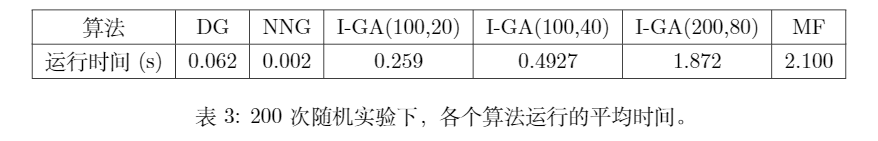 算法 DG NNG I-GA(100,20) I-GA(100,40) I-GA(200,80) MF
运行时间 (s) 0.062 0.002 0.259 0.4927 1.872 2.100
表 3: 200 次随机实验下，各个算法运行的平均时间。